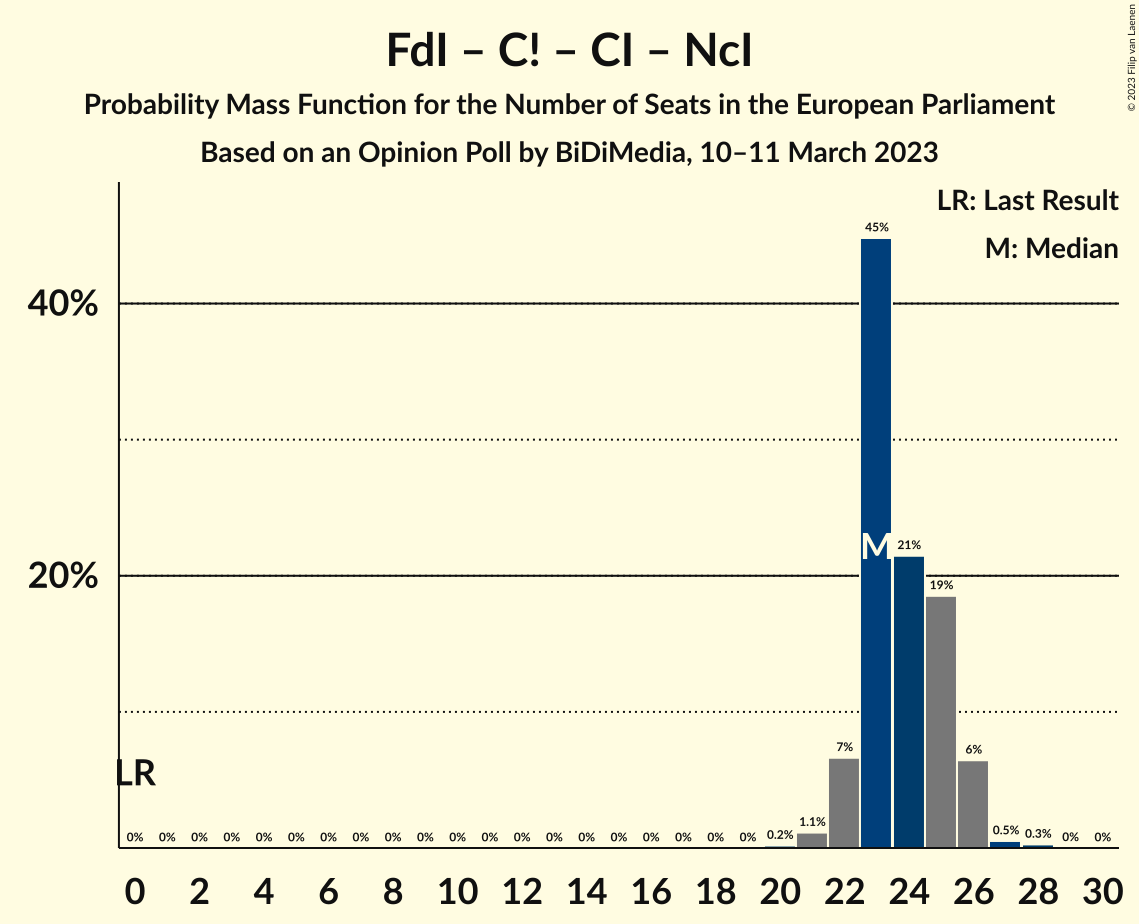 FdI – C! – CI – NcI
Probability Mass Function for the Number of Seats in the European Parliament
Based on an Opinion Poll by BiDiMedia, 10–11 March 2023
© 2023 Filip van Laenen
LR: Last Result
M: Median
45%
40%
M 21%
20%
19%
7% 6%
LR
0% 0% 0% 0% 0% 0% 0% 0% 0% 0% 0% 0% 0% 0% 0% 0% 0% 0% 0% 0% 0.2% 1.1% 0.5% 0.3% 0% 0%
0 2 4 6 8 10 12 14 16 18 20 22 24 26 28 30